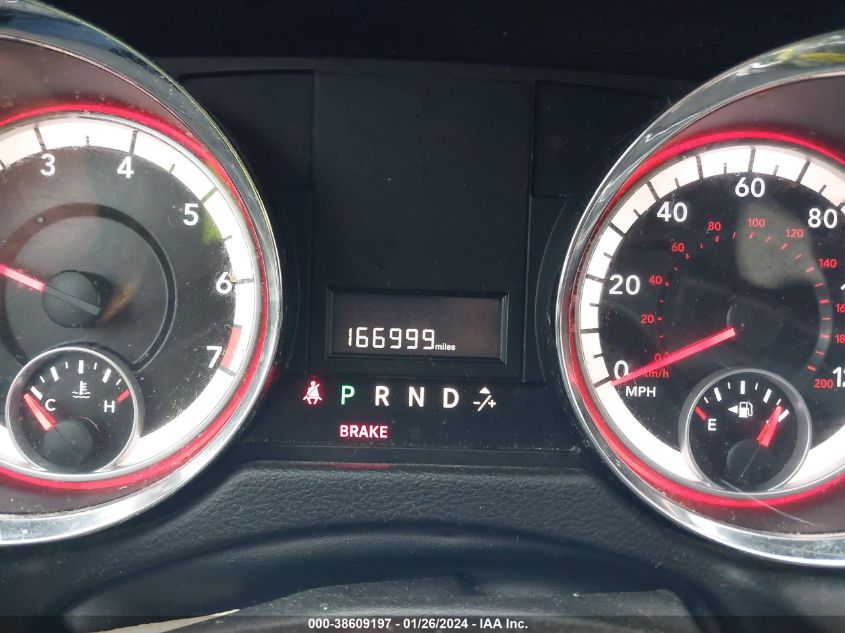 3 4 5 6 7
C H
166999 miles
P R N D -/+
BRAKE
0 20 40 60 80
0 20 40 60 80 100 120 140 200
km/h
MPH
E
000-38609197 - 01/26/2024 - IAA Inc.